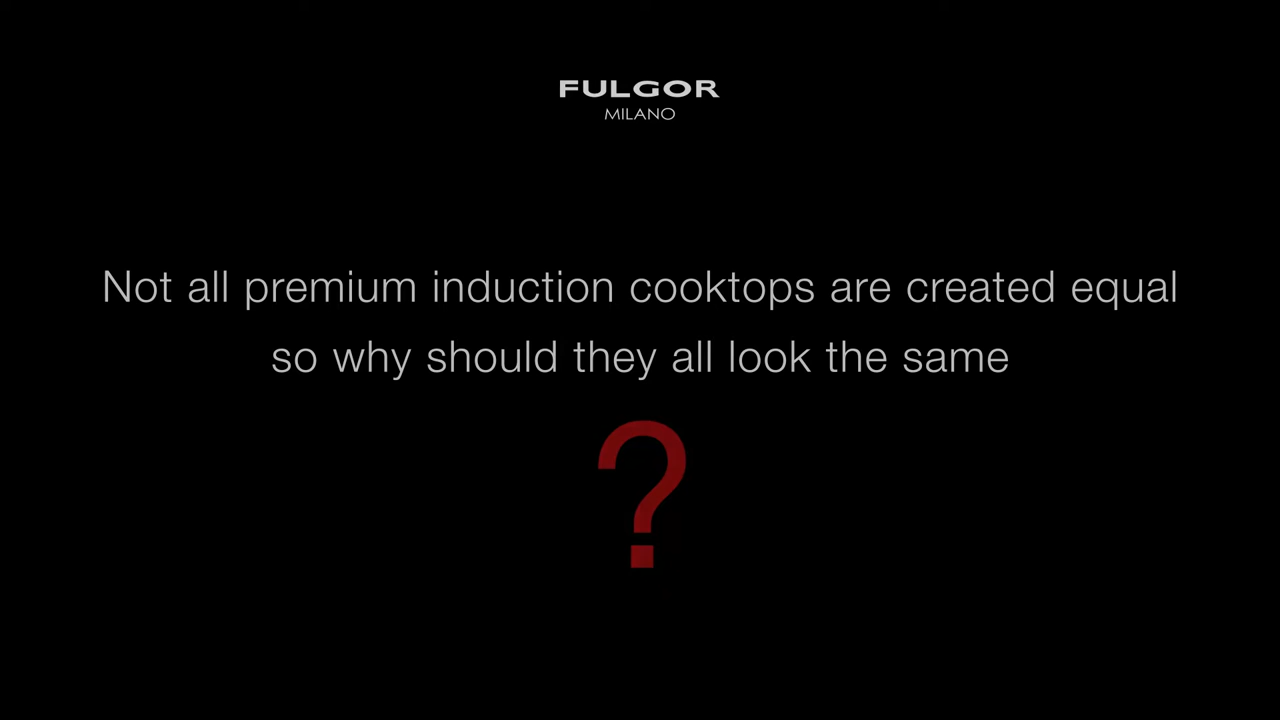 FULGOR
MILANO
Not all premium induction cooktops are created equal
so why should they all look the same
?